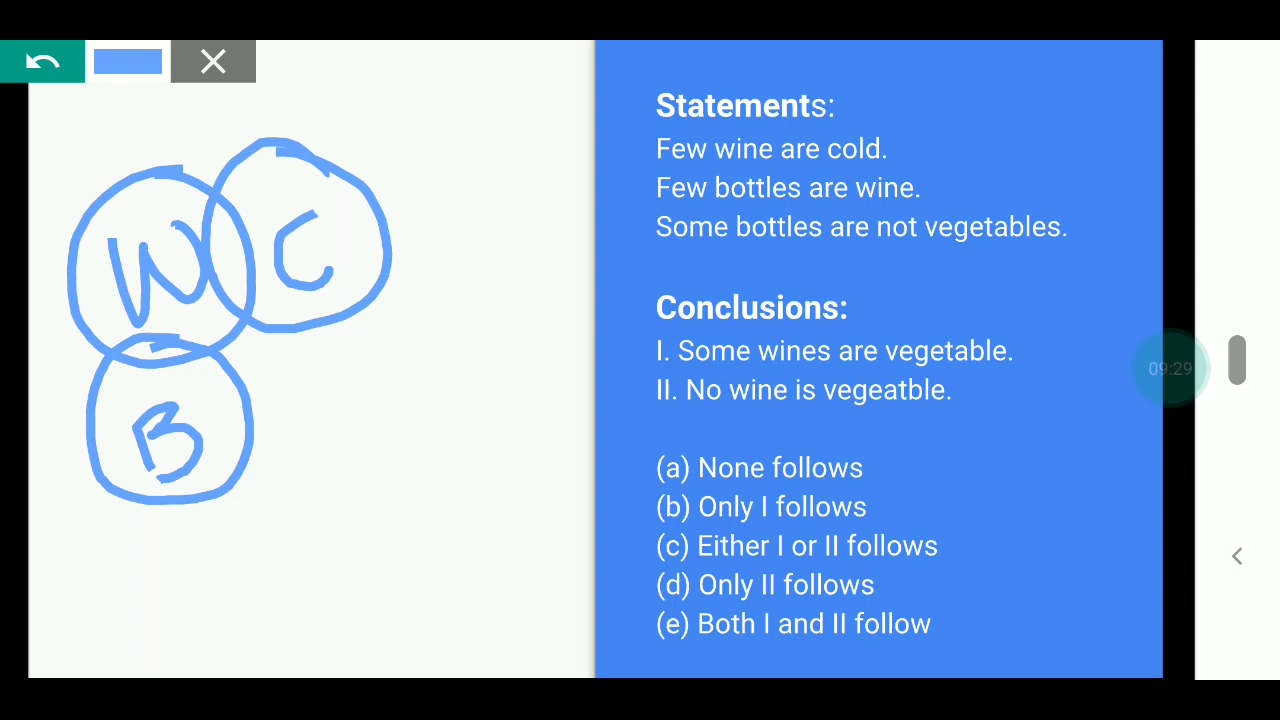 W
C
B
Statements:
Few wine are cold.
Few bottles are wine.
Some bottles are not vegetables.
Conclusions:
I. Some wines are vegetable.
II. No wine is vegeatble.
(a) None follows
(b) Only I follows
(c) Either I or II follows
(d) Only II follows
(e) Both I and II follow
09:29